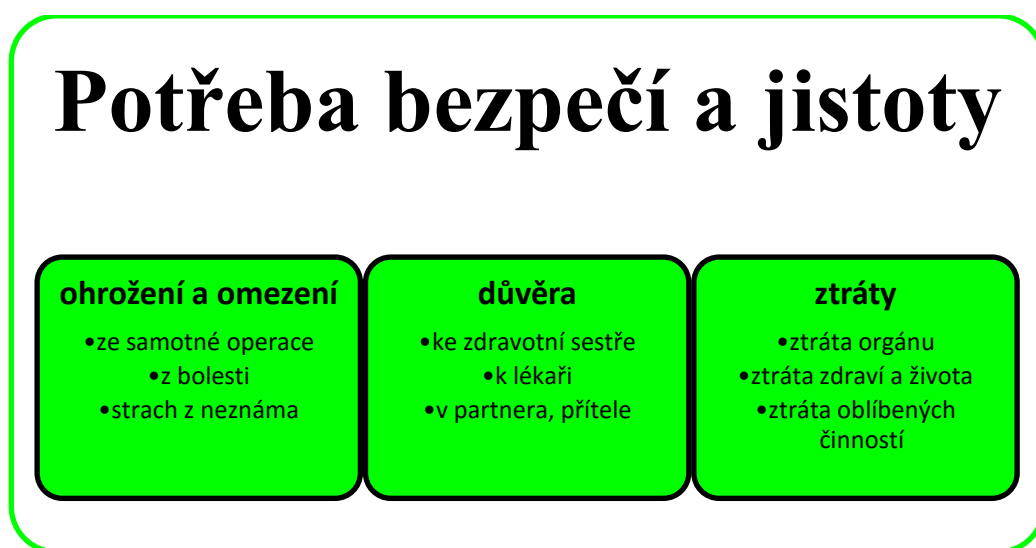 Potřeba bezpečí a jistoty
ohrožení a omezení
•ze samotné operace
•z bolesti
•strach z neznáma
důvěra
•ke zdravotní sestře
•k lékaři
•v partnera, přítele
ztráty
•ztráta orgánu
•ztráta zdraví a života
•ztráta oblíbených
činností